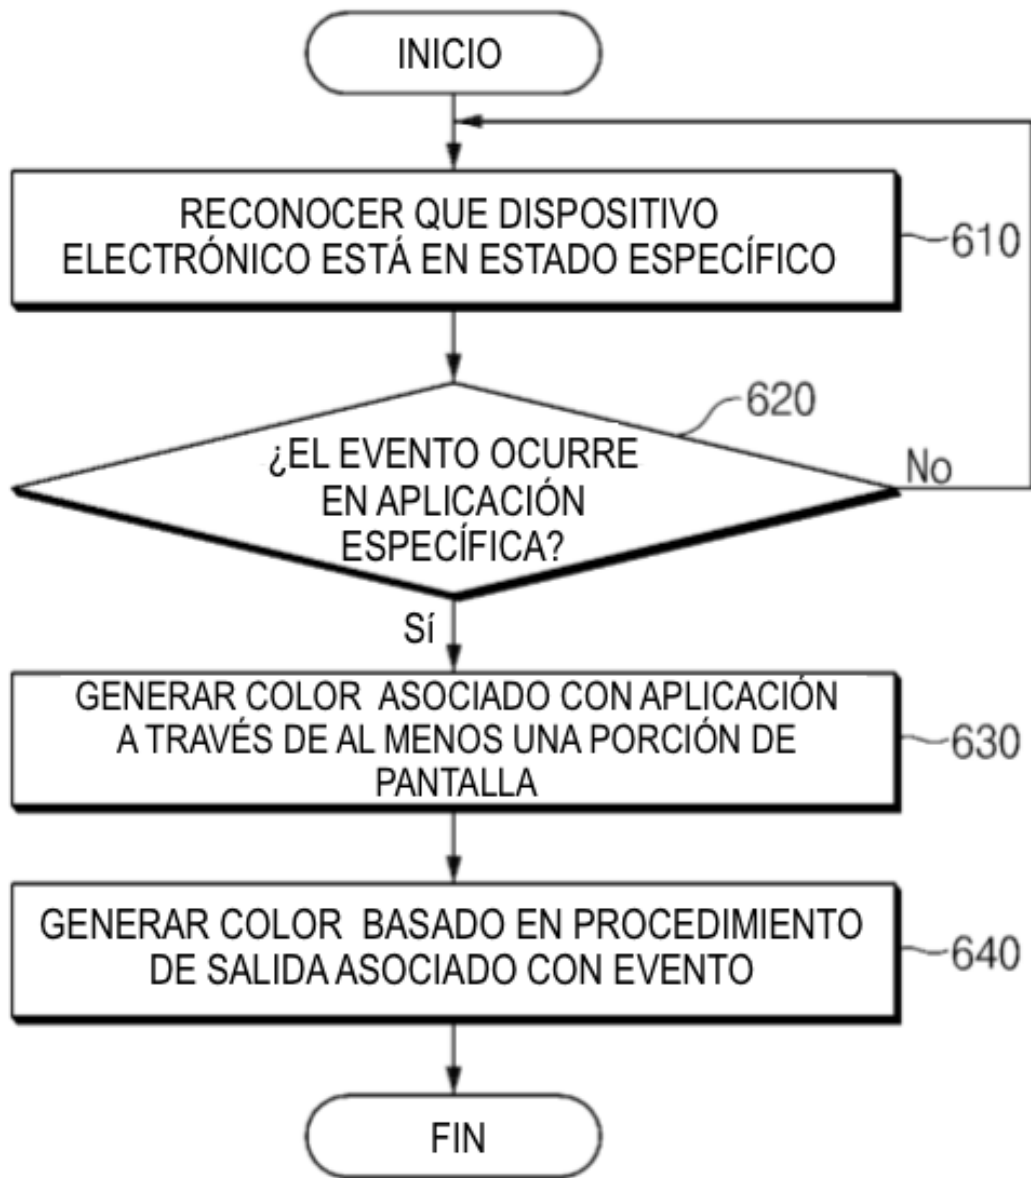 INICIO
RECONOCER QUE DISPOSITIVO
ELECTRÓNICO ESTÁ EN ESTADO ESPECÍFICO
610
620
¿EL EVENTO OCURRE
EN APLICACIÓN
ESPECÍFICA?
No
Sí
GENERAR COLOR ASOCIADO CON APLICACIÓN
A TRAVÉS DE AL MENOS UNA PORCIÓN DE
PANTALLA
630
GENERAR COLOR BASADO EN PROCEDIMIENTO
DE SALIDA ASOCIADO CON EVENTO
640
FIN